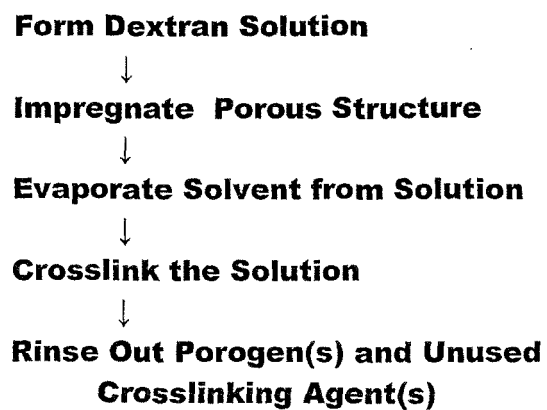 Form Dextran Solution
↓
Impregnate Porous Structure
↓
Evaporate Solvent from Solution
↓
Crosslink the Solution
↓
Rinse Out Porogen(s) and Unused
Crosslinking Agent(s)